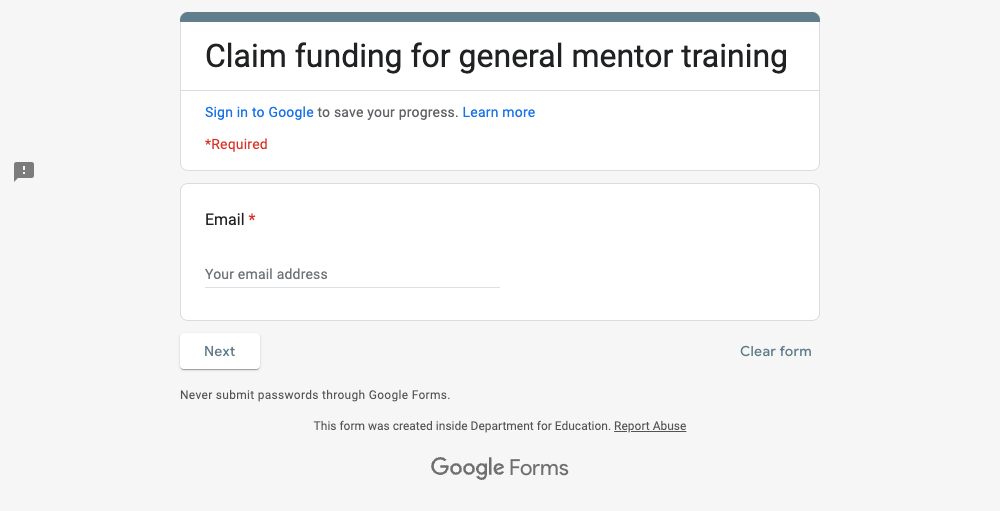 Claim funding for general mentor training
Sign in to Google to save your progress. Learn more
*Required
Email *
Your email address
Next
Clear form
Never submit passwords through Google Forms.
This form was created inside Department for Education. Report Abuse
Google Forms